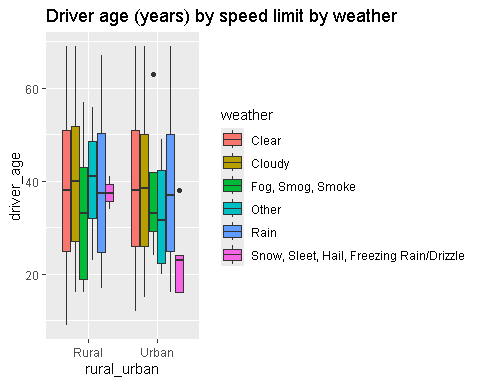 Driver age (years) by speed limit by weather
driver_age
60
40
20
Rural
Urban
rural_urban
weather
Clear
Cloudy
Fog, Smog, Smoke
Other
Rain
Snow, Sleet, Hail, Freezing Rain/Drizzle